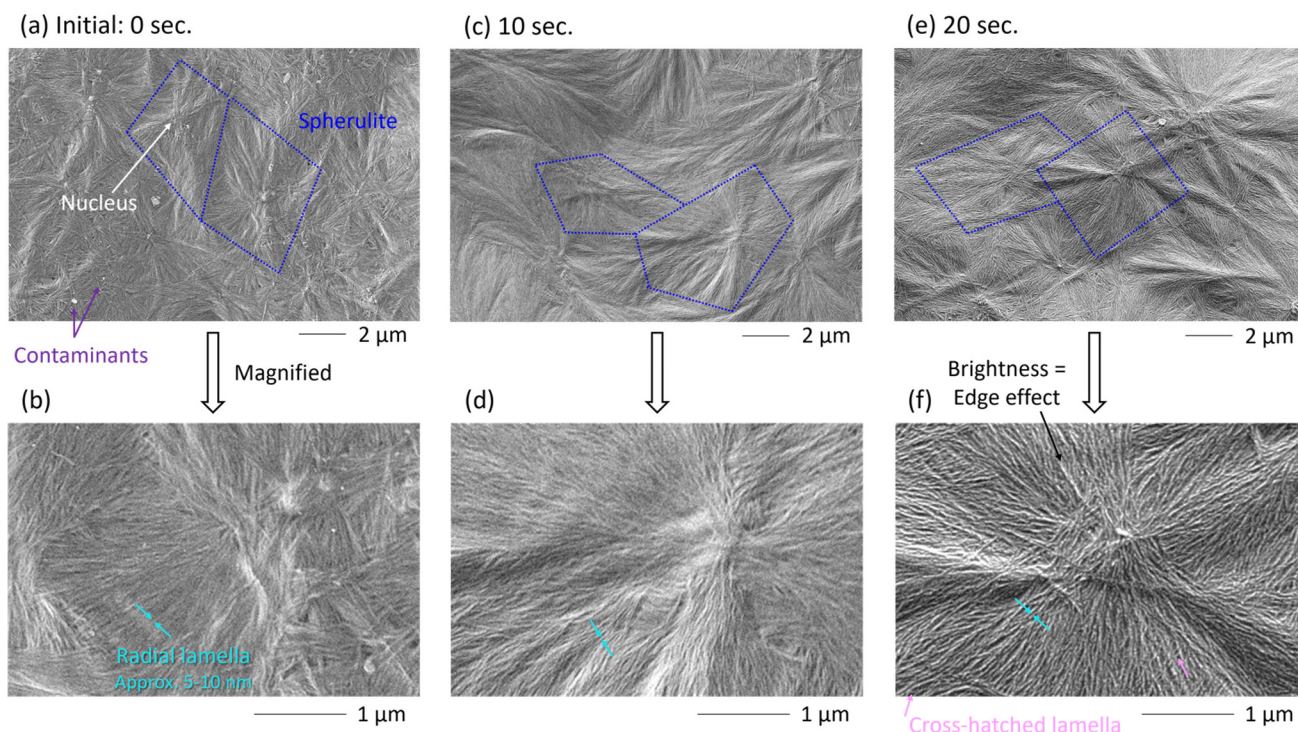 (a) Initial: 0 sec.
(c) 10 sec.
(e) 20 sec.
Spherulite
Nucleus
2 μm
2 μm
2 μm
Contaminants
Magnified
Brightness =
Edge effect
(b)
(d)
(f)
Radial lamella
Approx. 5-10 nm
1 μm
1 μm
1 μm
Cross-hatched lamella